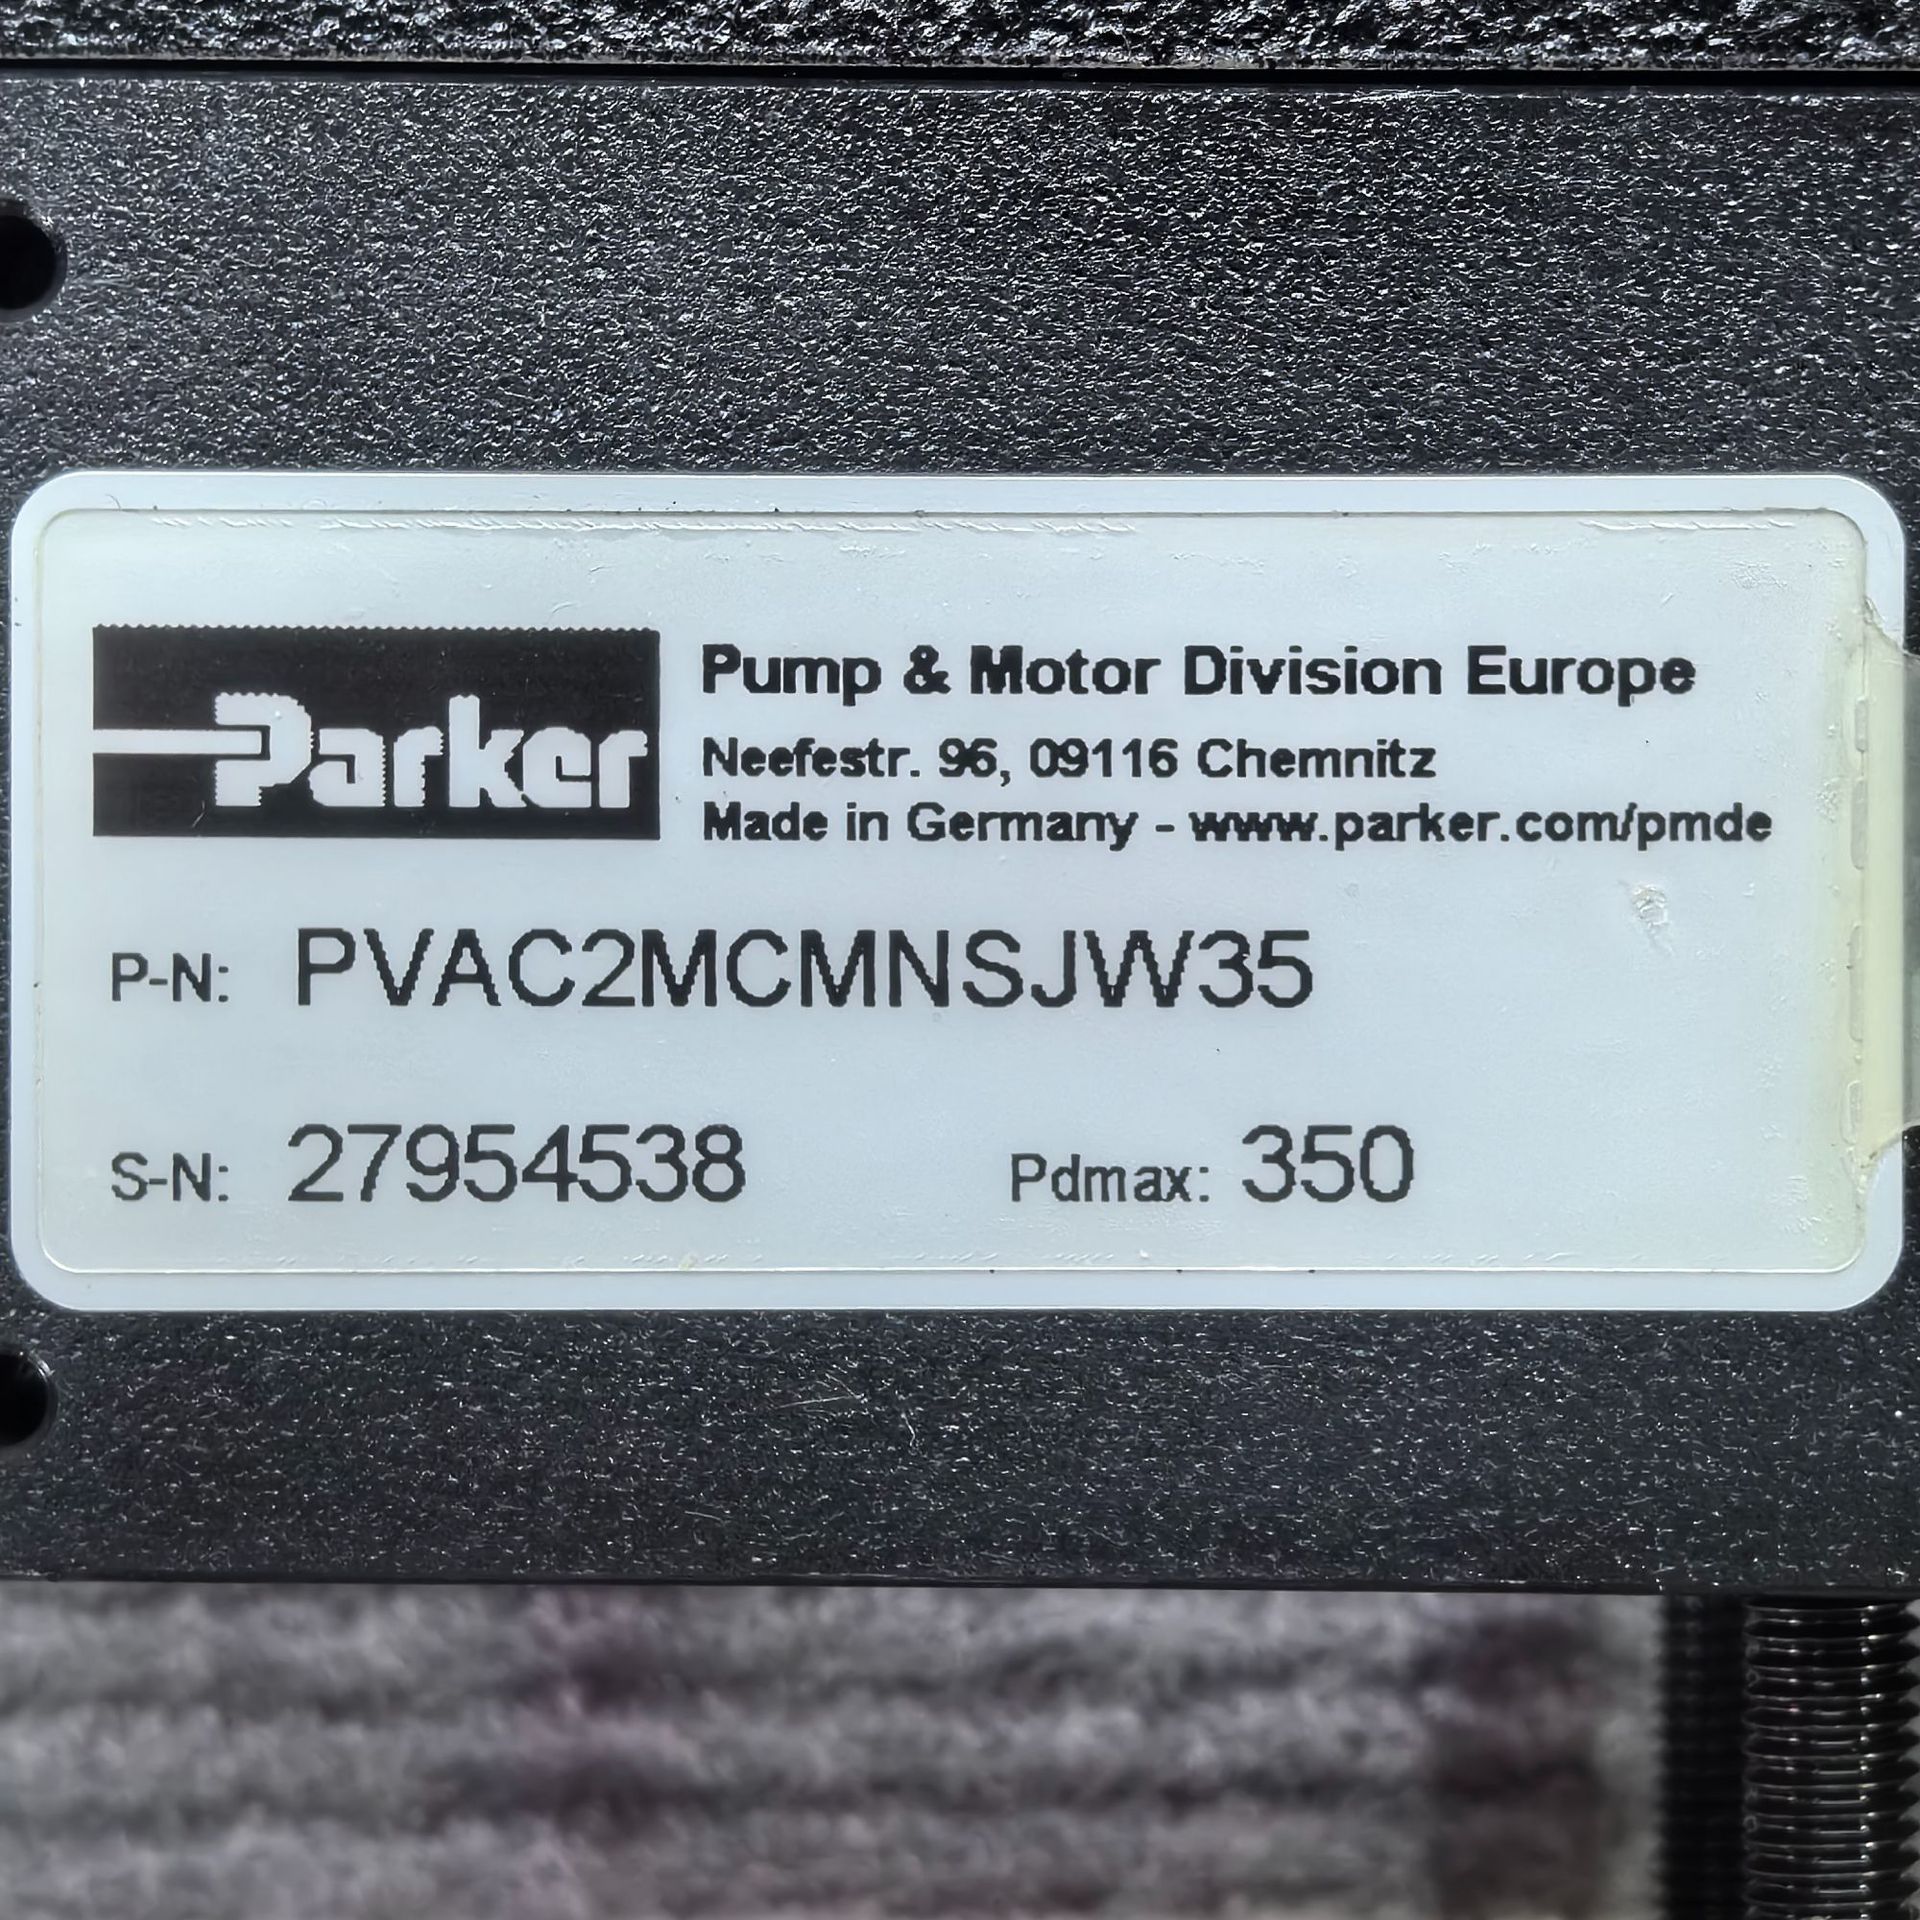 Parker
Pump & Motor Division Europe
Neefestr. 96, 09116 Chemnitz
Made in Germany - www.parker.com/pmde
P-N: PVAC2MCMNSJW35
S-N: 27954538 Pdmax: 350